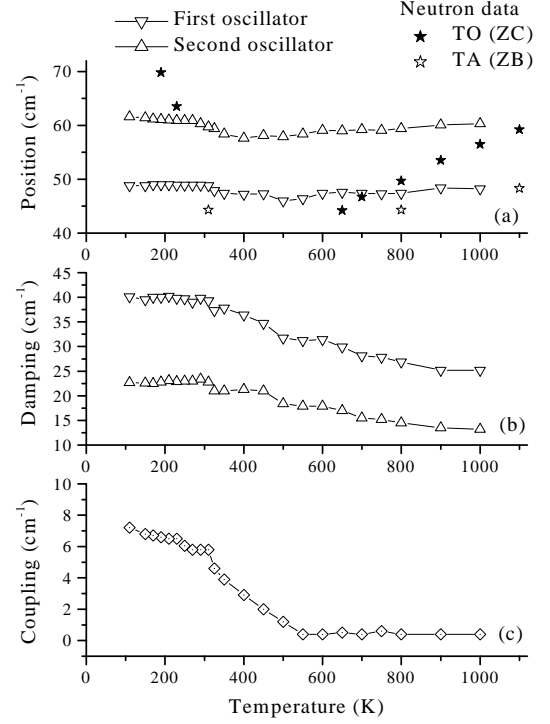 First oscillator
Second oscillator
Neutron data
TO (ZC)
TA (ZB)
70
60
50
40
Position (cm-1)
(a)
0 200 400 600 800 1000
45
40
35
30
25
20
15
10
Damping (cm-1)
(b)
0 200 400 600 800 1000
8
6
4
2
0
Coupling (cm-1)
(c)
0 200 400 600 800 1000
Temperature (K)